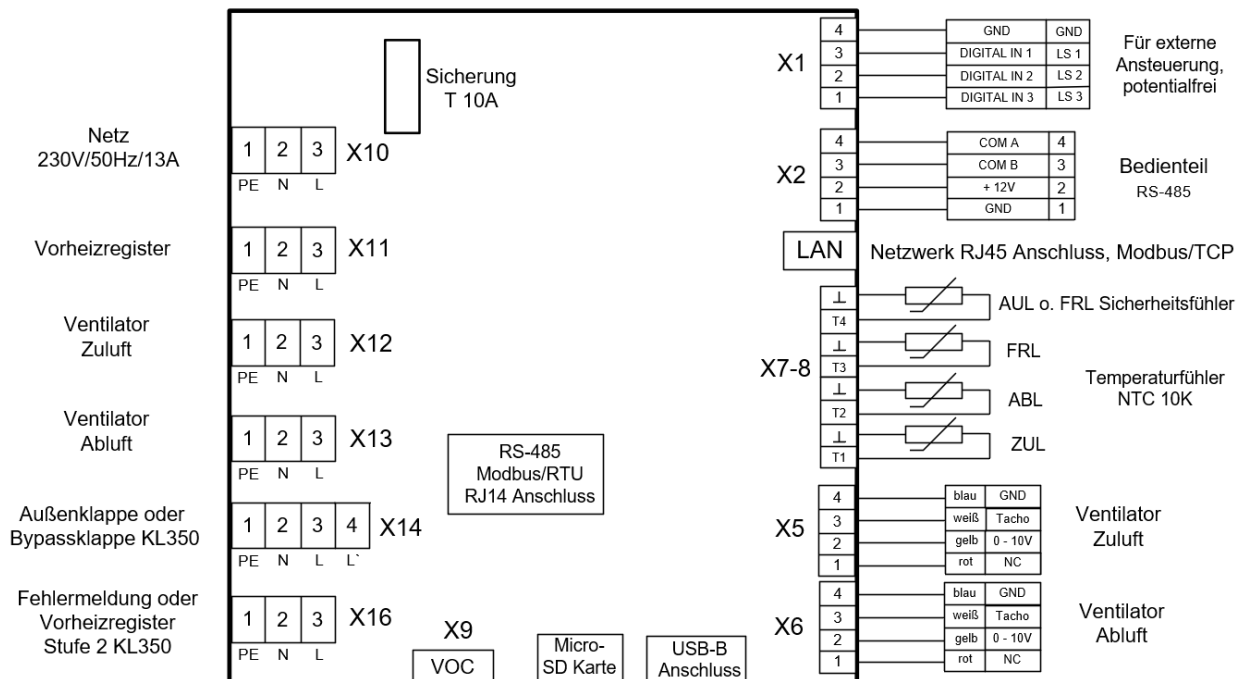 Sicherung
T 10A
Netz
230V/50Hz/13A
1 2 3 X10
PE N L
Vorheizregister
1 2 3 X11
PE N L
Ventilator
Zuluft
1 2 3 X12
PE N L
Ventilator
Abluft
1 2 3 X13
PE N L
Außenklappe oder
Bypassklappe KL350
1 2 3 4 X14
PE N L L`
Fehlermeldung oder
Vorheizregister
Stufe 2 KL350
1 2 3 X16
PE N L
RS-485
Modbus/RTU
RJ14 Anschluss
X9
VOC
Micro-
SD Karte
USB-B
Anschluss
X1
4 GND GND
3 DIGITAL IN 1 LS 1
2 DIGITAL IN 2 LS 2
1 DIGITAL IN 3 LS 3
Für externe
Ansteuerung,
potentialfrei
X2
4 COM A 4
3 COM B 3
2 + 12V 2
1 GND 1
Bedienteil
RS-485
LAN Netzwerk RJ45 Anschluss, Modbus/TCP
X7-8
⊥
T4 AUL o. FRL Sicherheitsfühler
⊥
T3 FRL
⊥
T2 ABL
⊥
T1 ZUL
Temperaturfühler
NTC 10K
X5
4 blau GND
3 weiß Tacho
2 gelb 0 - 10V
1 rot NC
Ventilator
Zuluft
X6
4 blau GND
3 weiß Tacho
2 gelb 0 - 10V
1 rot NC
Ventilator
Abluft